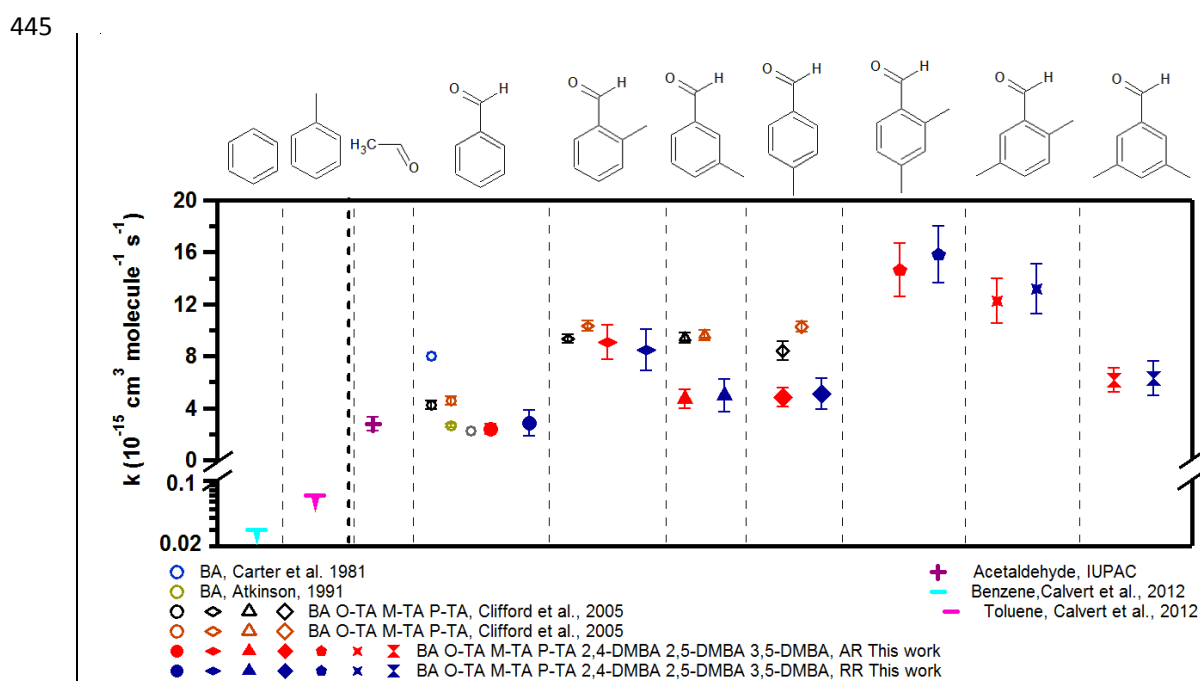 445
O H
O H
O H
O H
O H
O H
O H
H₃C O
k (10⁻¹⁵ cm³ molecule⁻¹ s⁻¹)
20
16
12
8
4
0
0.1
0.02
BA, Carter et al. 1981
BA, Atkinson, 1991
BA O-TA M-TA P-TA, Clifford et al., 2005
BA O-TA M-TA P-TA, Clifford et al., 2005
BA O-TA M-TA P-TA 2,4-DMBA 2,5-DMBA 3,5-DMBA, AR This work
BA O-TA M-TA P-TA 2,4-DMBA 2,5-DMBA 3,5-DMBA, RR This work
Acetaldehyde, IUPAC
Benzene,Calvert et al., 2012
Toluene, Calvert et al., 2012